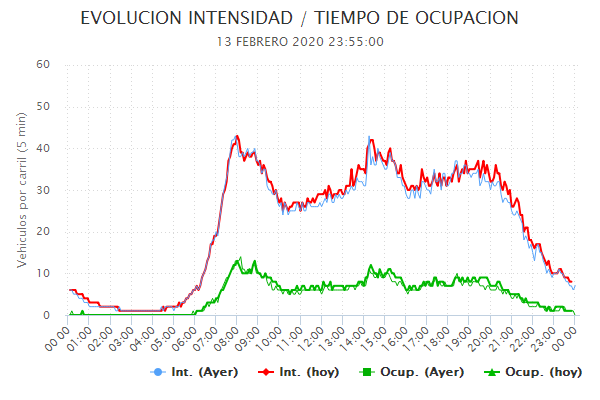 EVOLUCION INTENSIDAD / TIEMPO DE OCUPACION
13 FEBRERO 2020 23:55:00
Vehiculos por carril (5 min)
60
50
40
30
20
10
0
00:00 01:00 02:00 03:00 04:00 05:00 06:00 07:00 08:00 09:00 10:00 11:00 12:00 13:00 14:00 15:00 16:00 17:00 18:00 19:00 20:00 21:00 22:00 23:00 00:00
Int. (Ayer) Int. (hoy) Ocup. (Ayer) Ocup. (hoy)